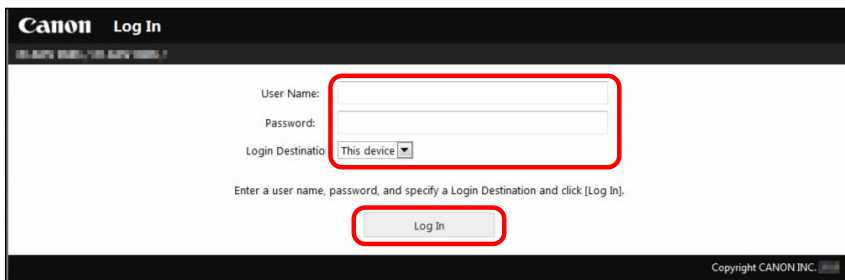 Canon Log In
User Name:
Password:
Login Destinatio This device
Enter a user name, password, and specify a Login Destination and click [Log In].
Log In
Copyright CANON INC.